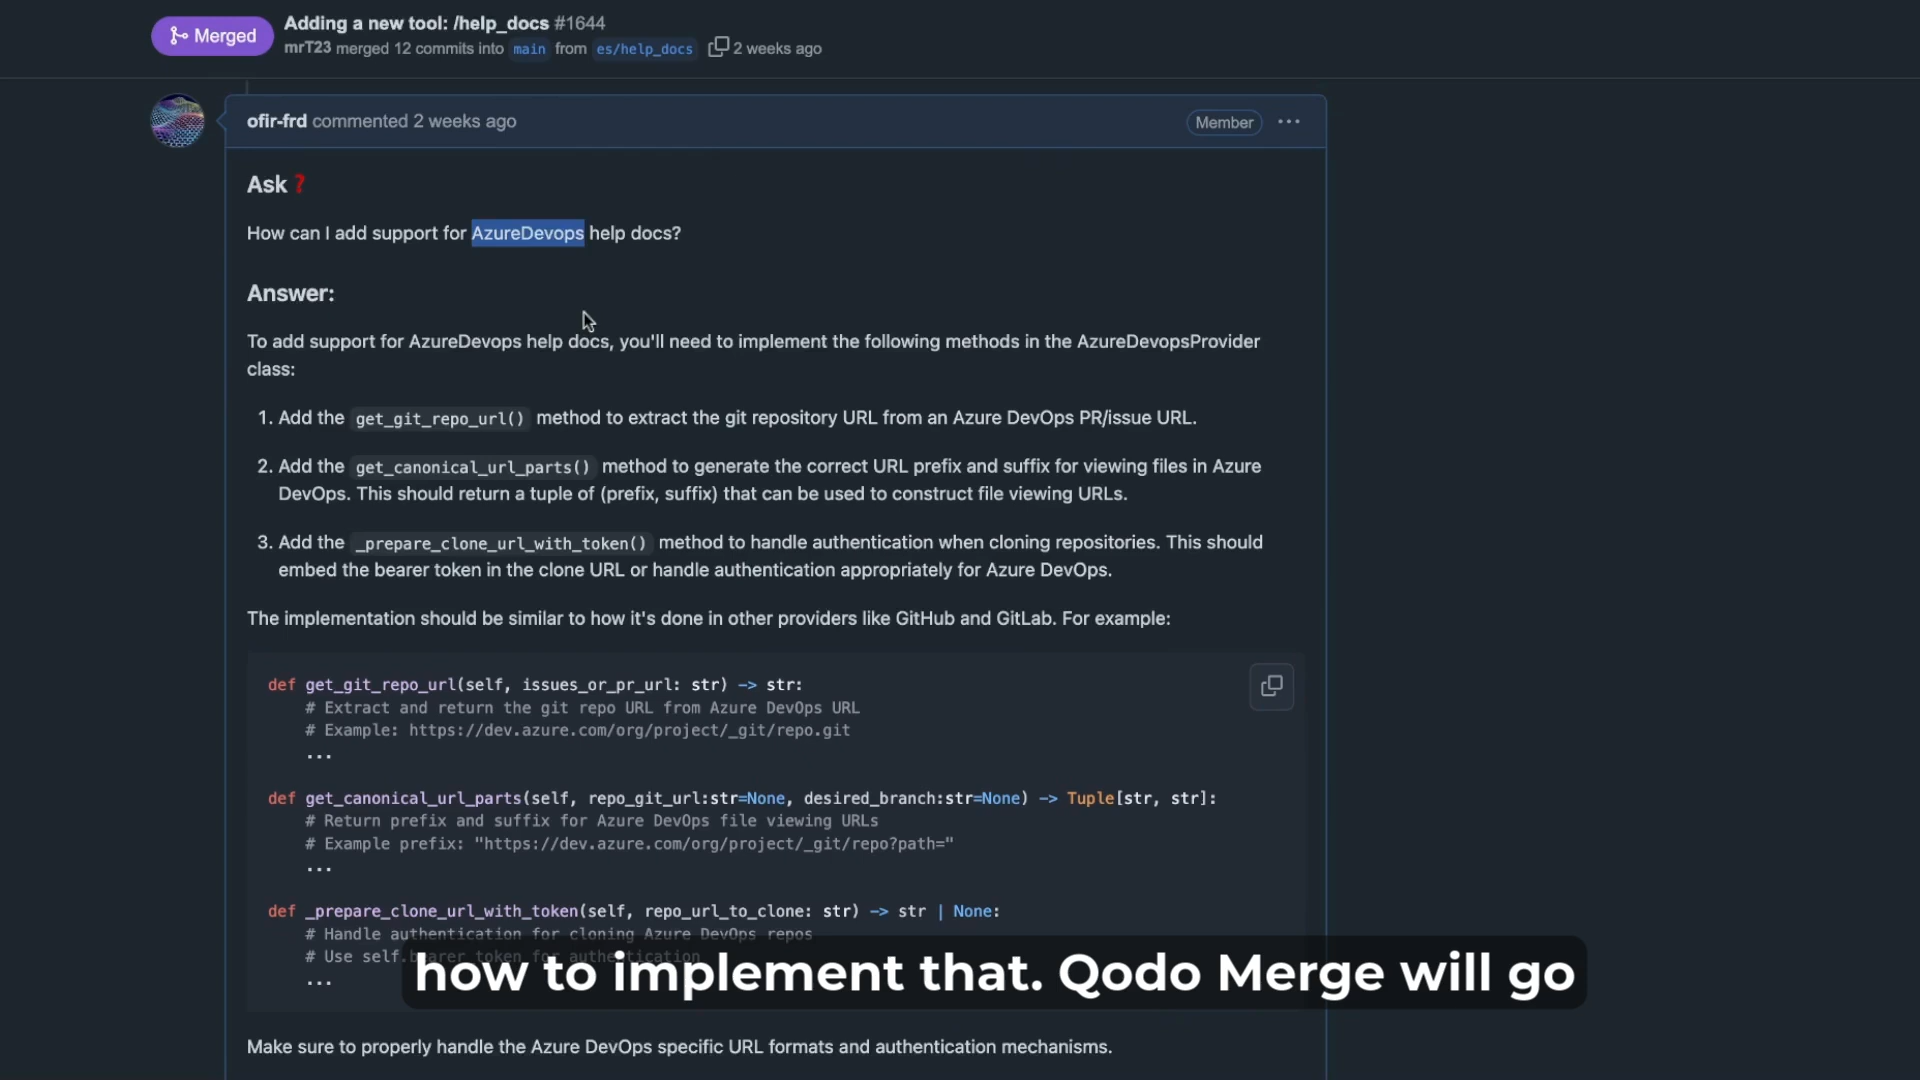 Merged
Adding a new tool: /help_docs #1644
mrT23 merged 12 commits into main from es/help_docs 2 weeks ago
ofir-frd commented 2 weeks ago
Member
Ask ❓
How can I add support for AzureDevops help docs?
Answer:
To add support for AzureDevops help docs, you'll need to implement the following methods in the AzureDevopsProvider
class:
1. Add the get_git_repo_url() method to extract the git repository URL from an Azure DevOps PR/issue URL.
2. Add the get_canonical_url_parts() method to generate the correct URL prefix and suffix for viewing files in Azure
DevOps. This should return a tuple of (prefix, suffix) that can be used to construct file viewing URLs.
3. Add the _prepare_clone_url_with_token() method to handle authentication when cloning repositories. This should
embed the bearer token in the clone URL or handle authentication appropriately for Azure DevOps.
The implementation should be similar to how it's done in other providers like GitHub and GitLab. For example:
def get_git_repo_url(self, issues_or_pr_url: str) -> str:
# Extract and return the git repo URL from Azure DevOps URL
# Example: https://dev.azure.com/org/project/_git/repo.git
...
def get_canonical_url_parts(self, repo_git_url:str=None, desired_branch:str=None) -> Tuple[str, str]:
# Return prefix and suffix for Azure DevOps file viewing URLs
# Example prefix: "https://dev.azure.com/org/project/_git/repo?path="
...
def _prepare_clone_url_with_token(self, repo_url_to_clone: str) -> str | None:
# Handle authentication for cloning Azure DevOps repos
# Use self.bearer token for authentication
...
how to implement that. Qodo Merge will go
Make sure to properly handle the Azure DevOps specific URL formats and authentication mechanisms.